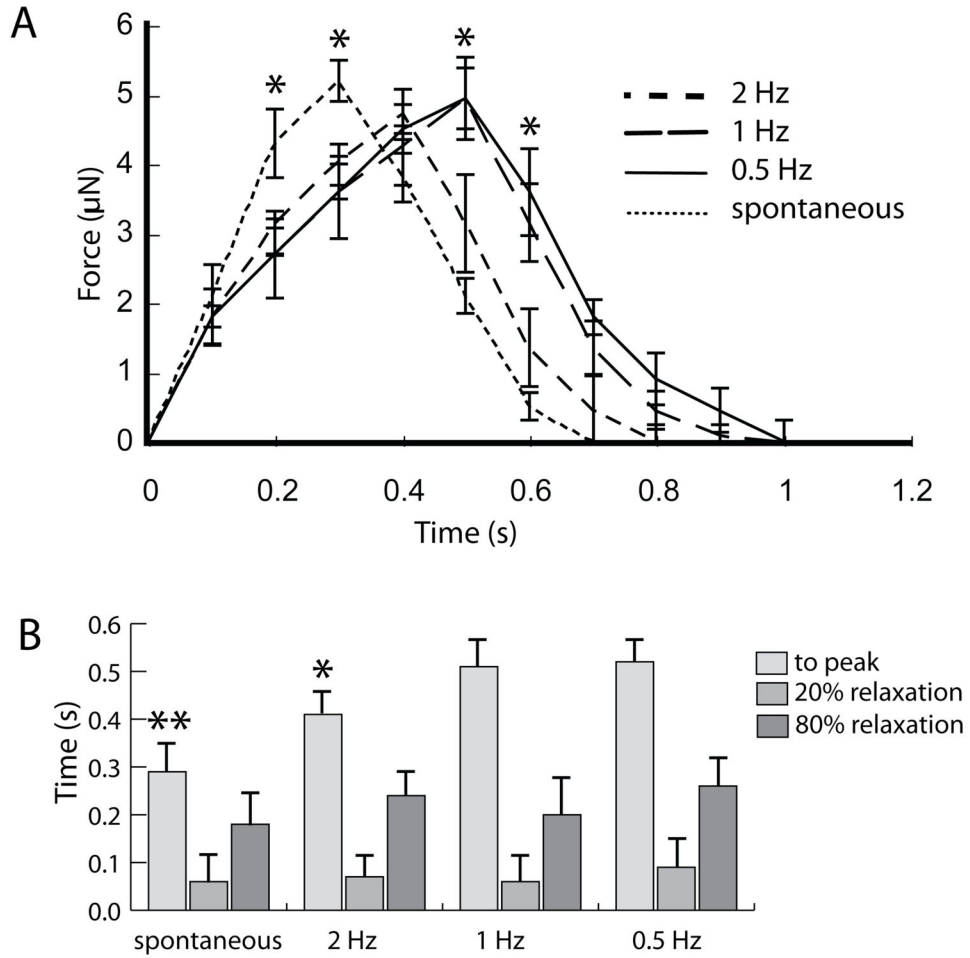 A
6
5
4
3
2
1
0
Force (µN)
* * * *
2 Hz
1 Hz
0.5 Hz
spontaneous
0 0.2 0.4 0.6 0.8 1 1.2
Time (s)
B
0.6
0.5
0.4
0.3
0.2
0.1
0.0
Time (s)
** *
to peak
20% relaxation
80% relaxation
spontaneous 2 Hz 1 Hz 0.5 Hz